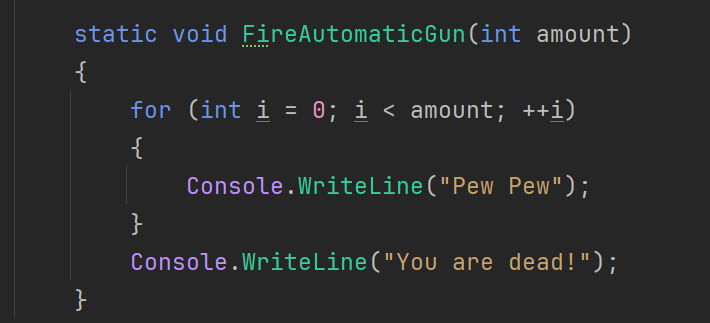 static void FireAutomaticGun(int amount)
{
    for (int i = 0; i < amount; ++i)
    {
        Console.WriteLine("Pew Pew");
    }
    Console.WriteLine("You are dead!");
}